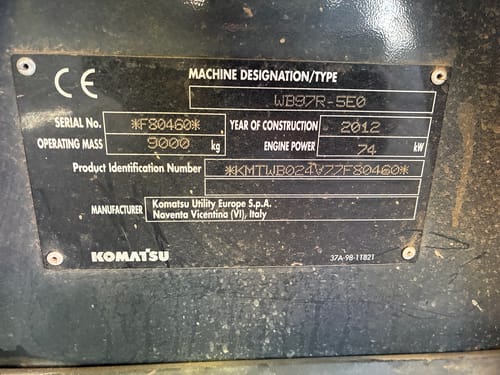 CE
MACHINE DESIGNATION/TYPE
WB97R-5E0
SERIAL No. *F80460* YEAR OF CONSTRUCTION 2012
OPERATING MASS 9000 kg ENGINE POWER 74 kW
Product Identification Number *KMTWB024V77F80460*
MANUFACTURER Komatsu Utility Europe S.p.A.
Naventa Vicentina (VI), Italy
KOMATSU 37A-98-11821